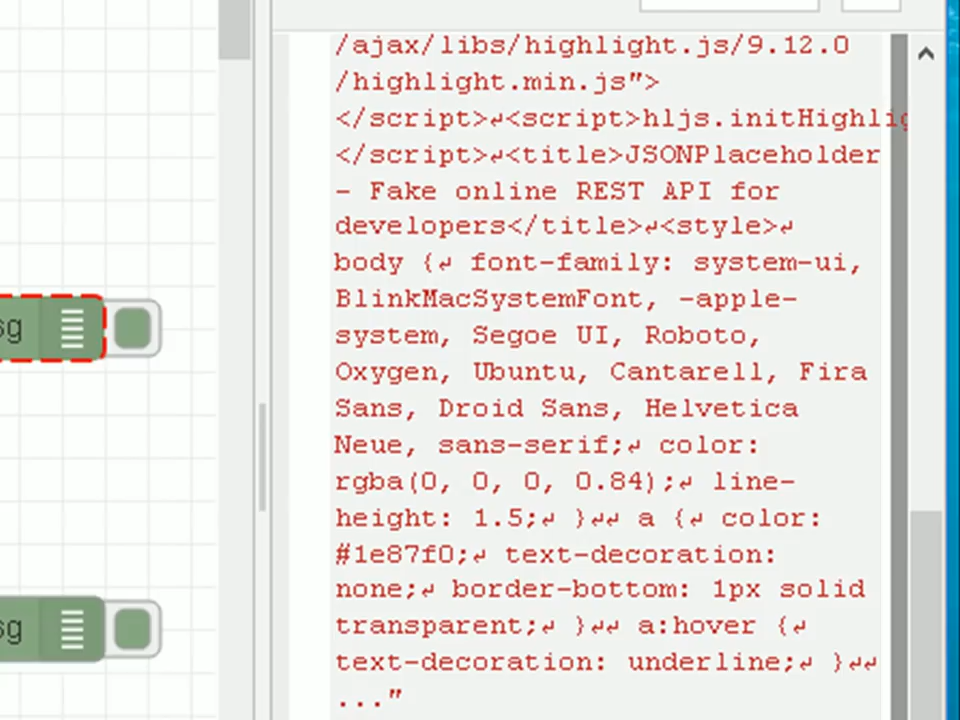 /ajax/libs/highlight.js/9.12.0
/highlight.min.js">
</script>↵<script>hljs.initHighlig
</script>↵<title>JSONPlaceholder
- Fake online REST API for
developers</title>↵<style>↵
body {↵ font-family: system-ui,
BlinkMacSystemFont, -apple-
system, Segoe UI, Roboto,
Oxygen, Ubuntu, Cantarell, Fira
Sans, Droid Sans, Helvetica
Neue, sans-serif;↵ color:
rgba(0, 0, 0, 0.84);↵ line-
height: 1.5;↵ }↵↵ a {↵ color:
#1e87f0;↵ text-decoration:
none;↵ border-bottom: 1px solid
transparent;↵ }↵↵ a:hover {↵
text-decoration: underline;↵ }↵↵
..."
sg
sg